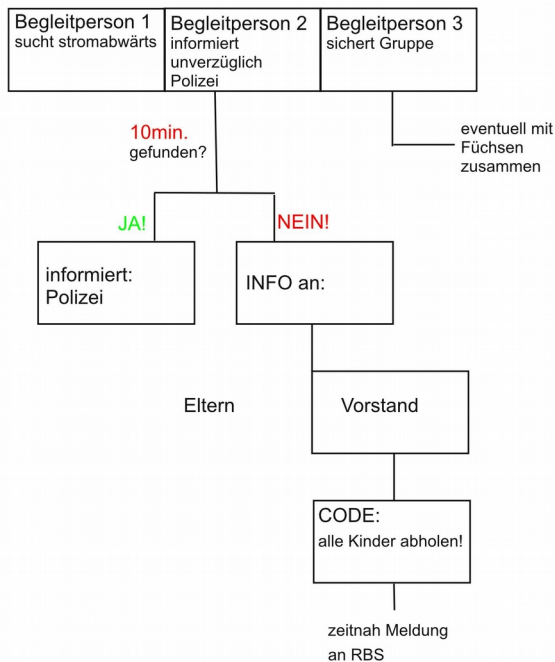 Begleitperson 1
sucht stromabwärts
Begleitperson 2
informiert
unverzüglich
Polizei
Begleitperson 3
sichert Gruppe
eventuell mit
Füchsen
zusammen
10min.
gefunden?
JA!
NEIN!
informiert:
Polizei
INFO an:
Eltern
Vorstand
CODE:
alle Kinder abholen!
zeitnah Meldung
an RBS